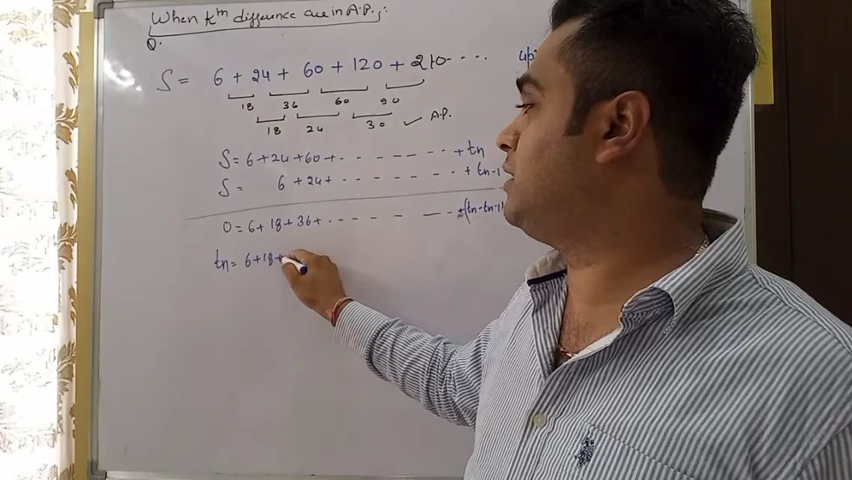 When kth difference are in A.P.,:
Q.
S = 6 + 24 + 60 + 120 + 210 - - - - up
18 36 60 90
18 24 30 ✓ A.P.
S = 6 + 24 + 60 + - - - - - - - - + tn
S = 6 + 24 + - - - - - - - - + tn-1
0 = 6 + 18 + 36 + - - - - - - - + (tn - tn-1)
tn = 6 + 18 +